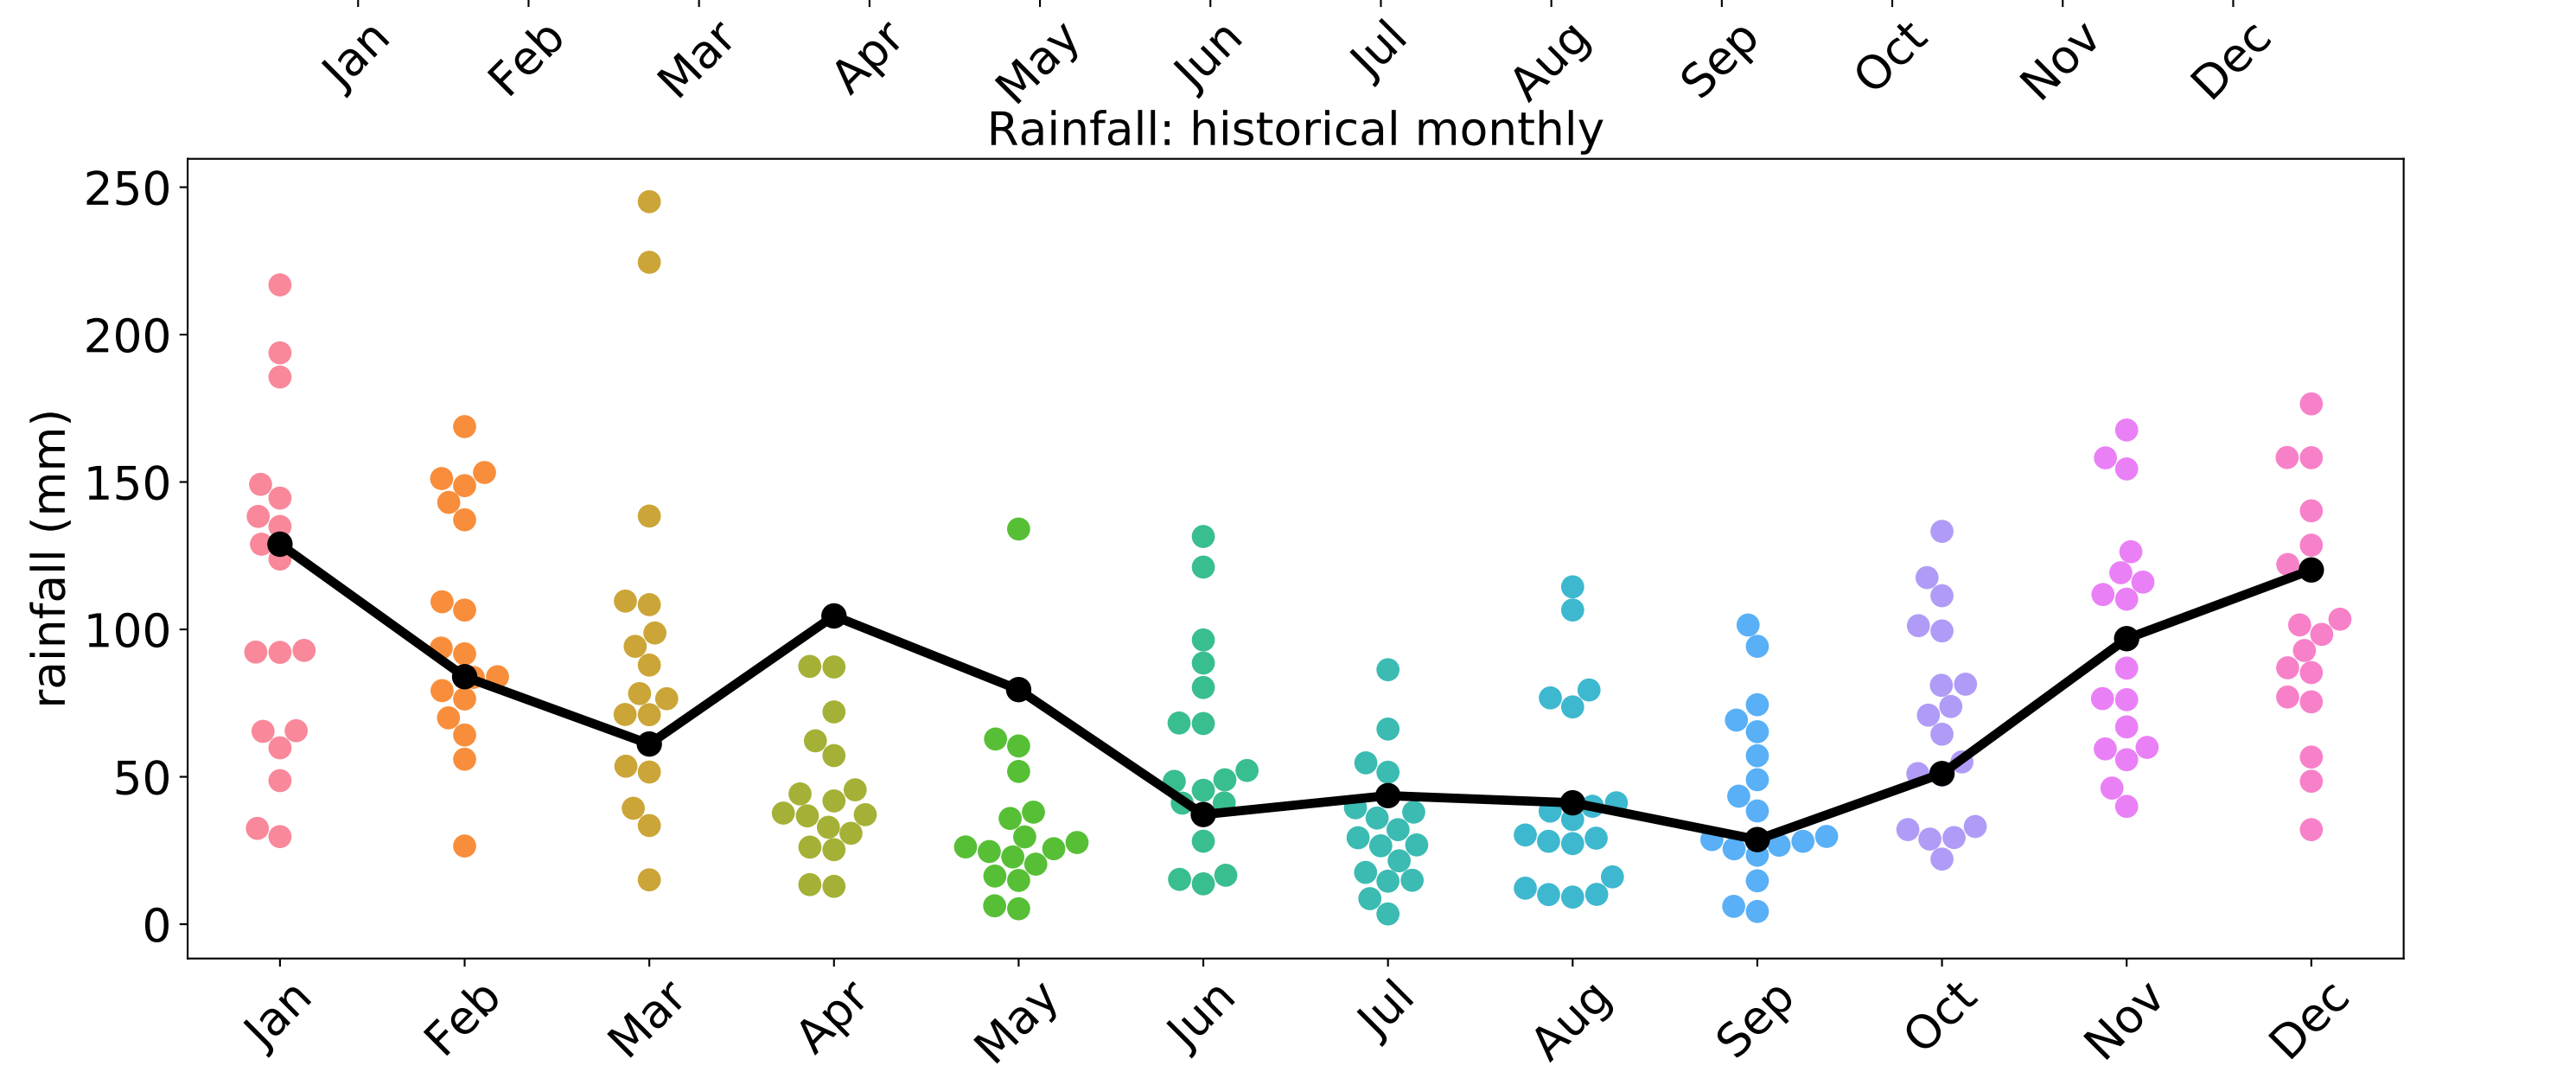 Jan Feb Mar Apr May Jun Jul Aug Sep Oct Nov Dec
Rainfall: historical monthly
250
200
150
100
50
0
rainfall (mm)
Jan Feb Mar Apr May Jun Jul Aug Sep Oct Nov Dec